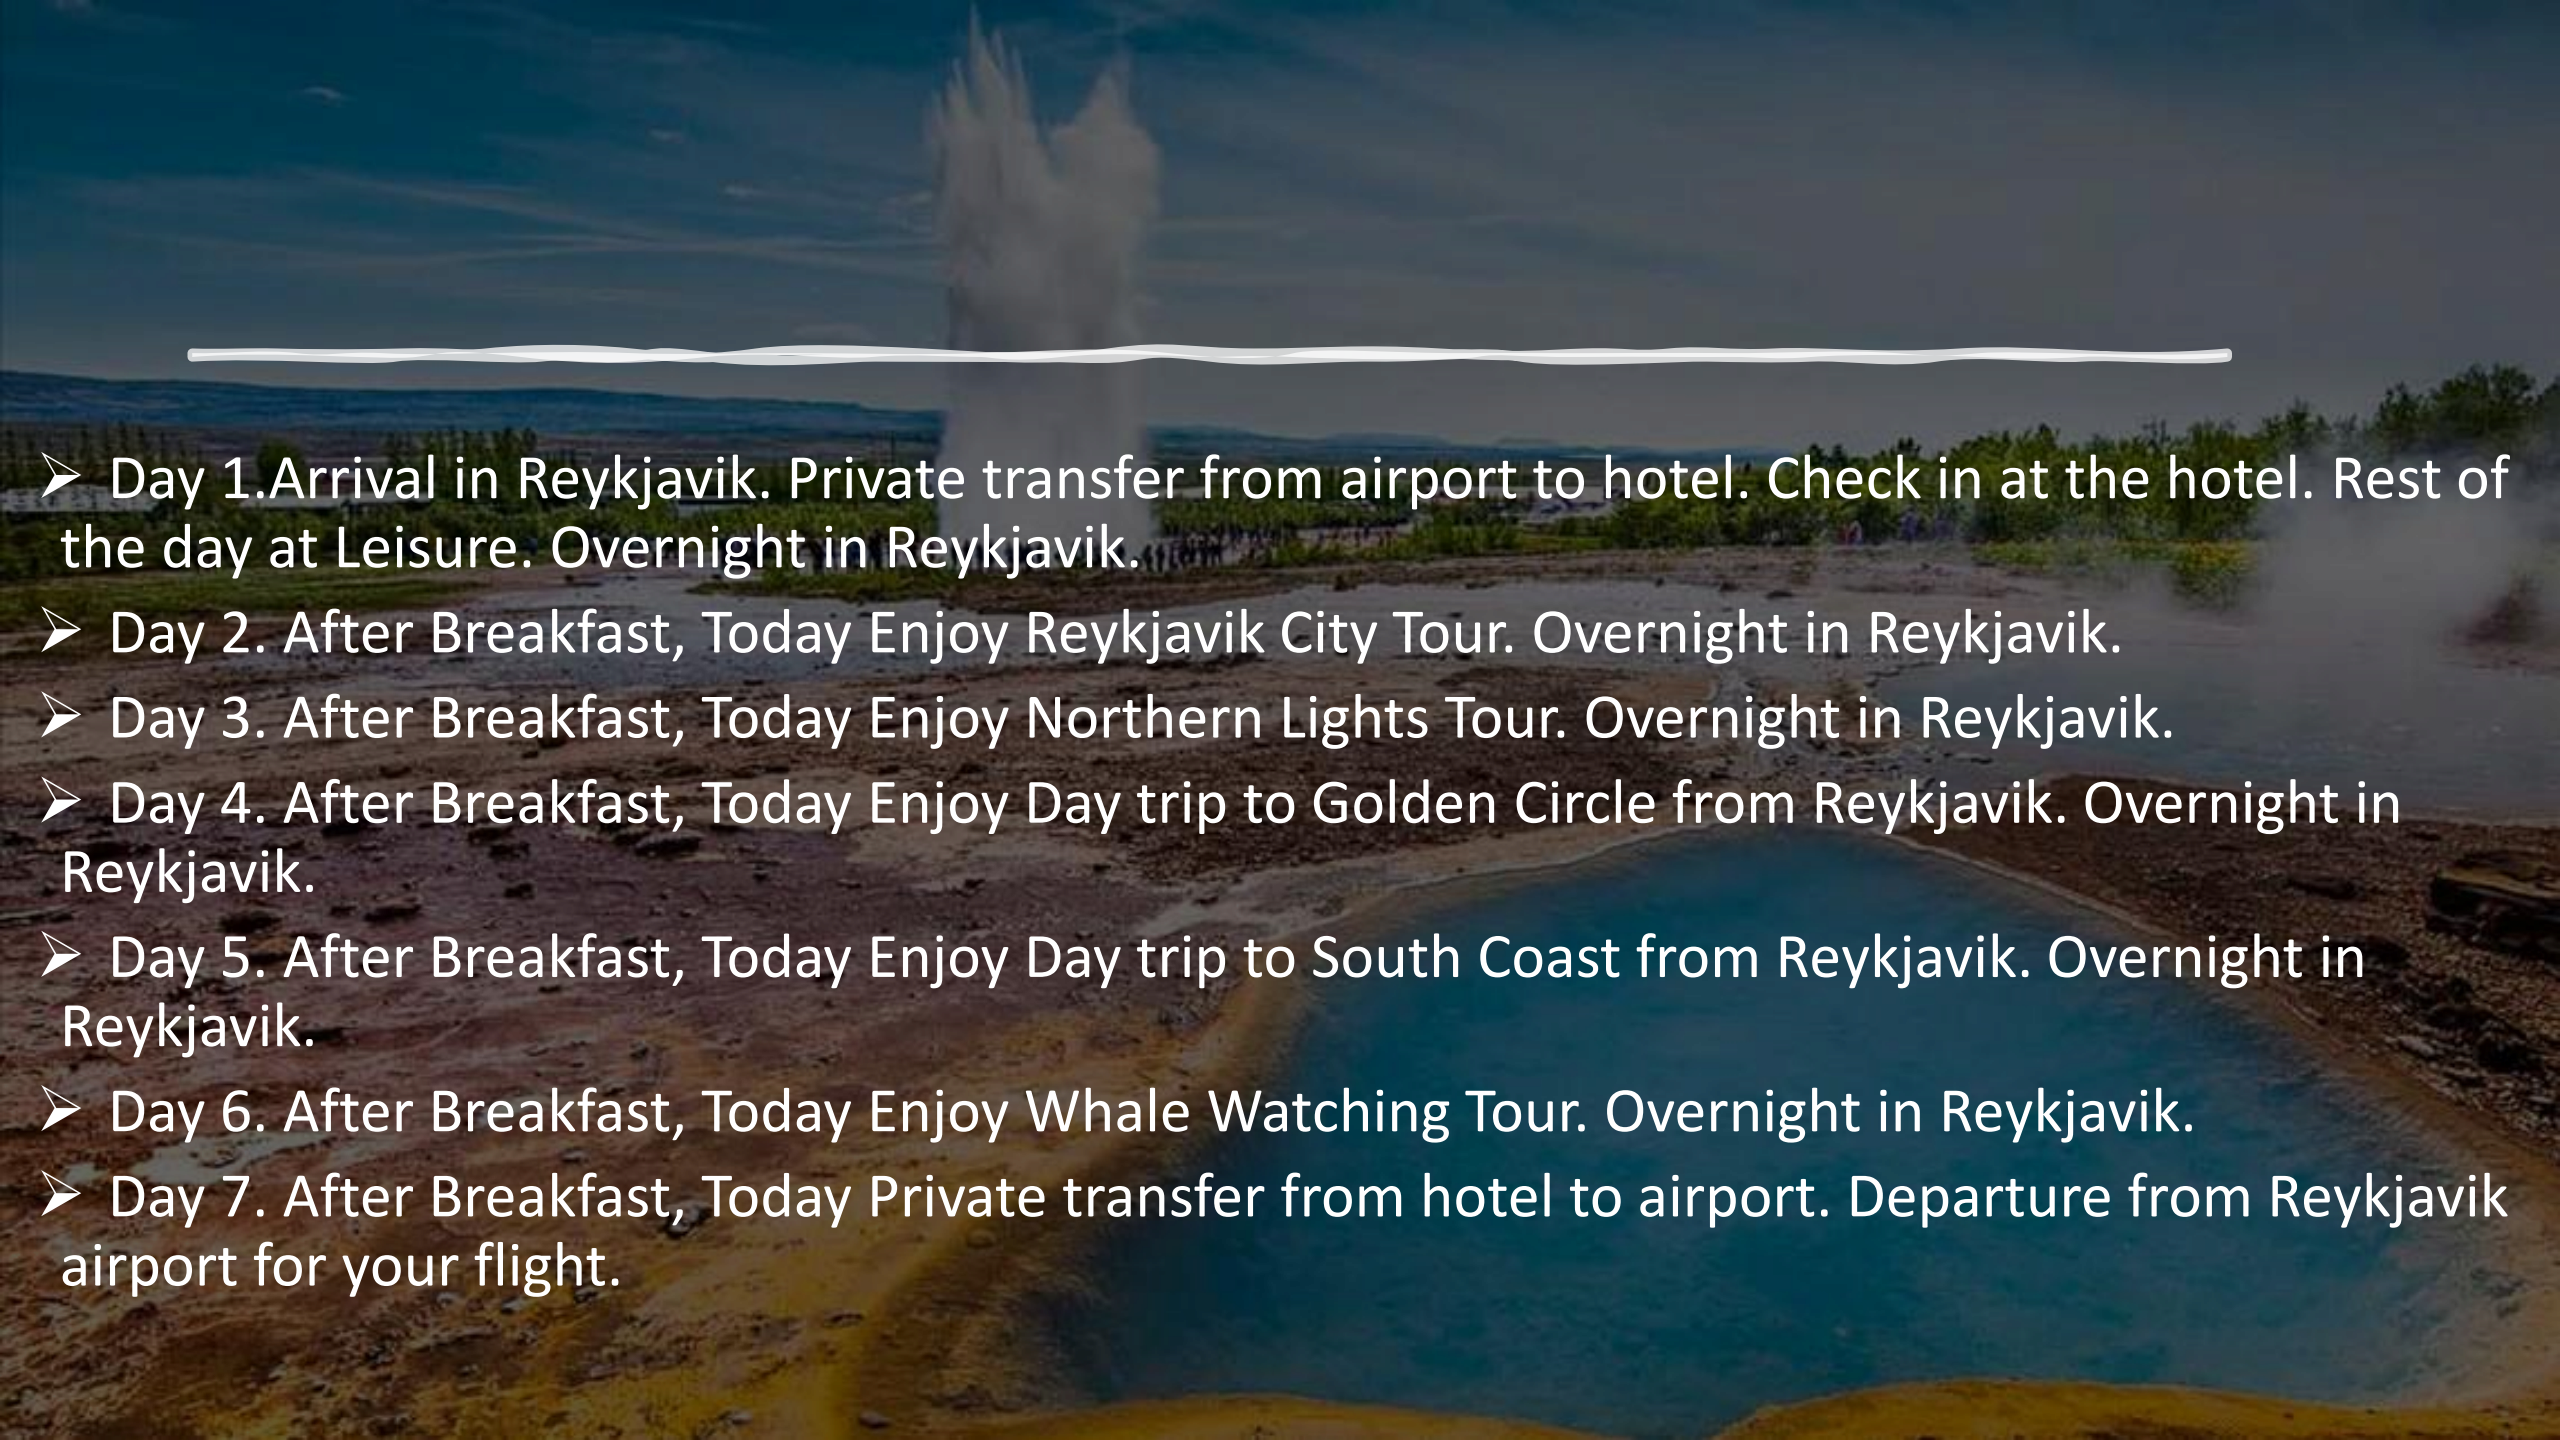 ➢ Day 1.Arrival in Reykjavik. Private transfer from airport to hotel. Check in at the hotel. Rest of
the day at Leisure. Overnight in Reykjavik.
➢ Day 2. After Breakfast, Today Enjoy Reykjavik City Tour. Overnight in Reykjavik.
➢ Day 3. After Breakfast, Today Enjoy Northern Lights Tour. Overnight in Reykjavik.
➢ Day 4. After Breakfast, Today Enjoy Day trip to Golden Circle from Reykjavik. Overnight in
Reykjavik.
➢ Day 5. After Breakfast, Today Enjoy Day trip to South Coast from Reykjavik. Overnight in
Reykjavik.
➢ Day 6. After Breakfast, Today Enjoy Whale Watching Tour. Overnight in Reykjavik.
➢ Day 7. After Breakfast, Today Private transfer from hotel to airport. Departure from Reykjavik
airport for your flight.